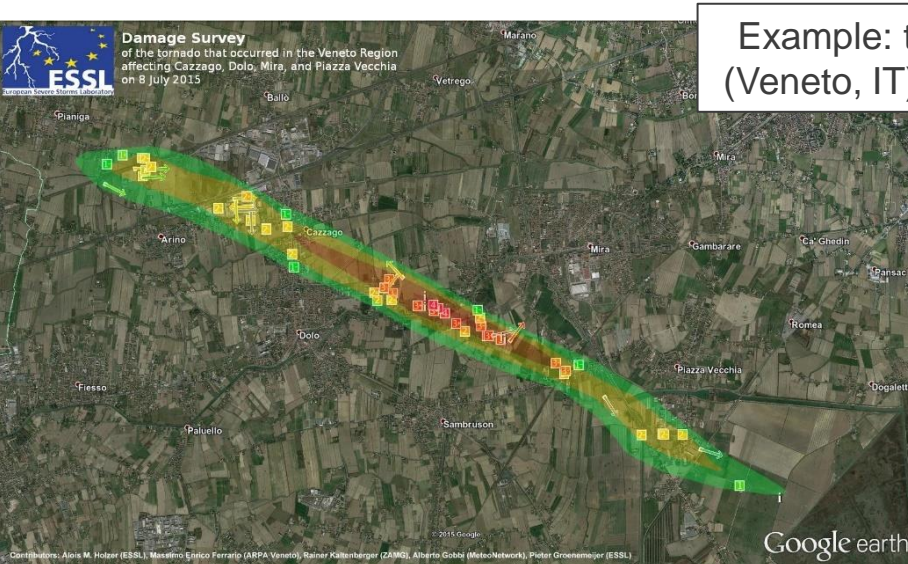 Example: t
(Veneto, IT)
Damage Survey
of the tornado that occurred in the Veneto Region
affecting Cazzago, Dolo, Mira, and Piazza Vecchia
on 8 July 2015
ESSL
European Severe Storms Laboratory
Marano
Vetrego
Ballò
Pianiga
Mira
Arino
Cazzago
Mira
Gambarare
Ca' Ghedin
Pansac
Dolo
Romea
Piazza Vecchia
Fiesso
Dogalett
Paluello
Sambruson
© 2015 Google
Google earth
Contributors: Alois M. Holzer (ESSL), Massimo Enrico Ferrario (ARPA Veneto), Rainer Kaltenberger (ZAMG), Alberto Gobbi (MeteoNetwork), Pieter Groenemeijer (ESSL)